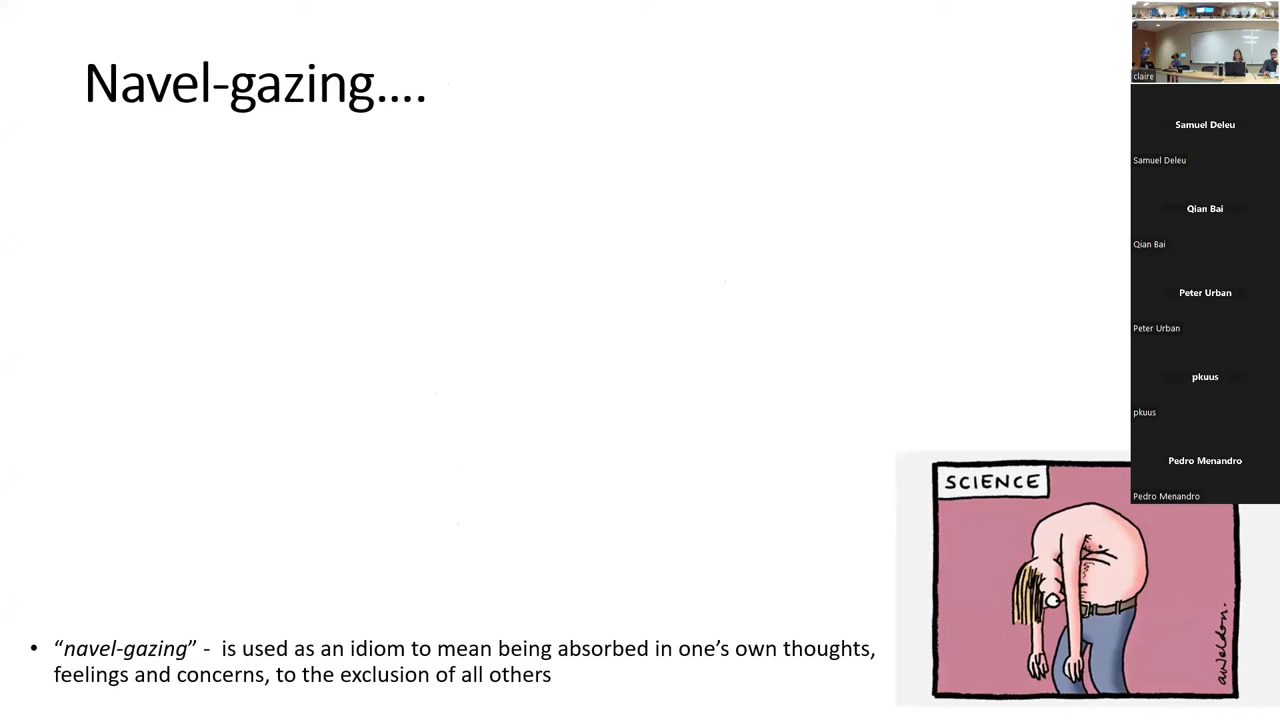 Navel-gazing....
claire
Samuel Deleu
Samuel Deleu
Qian Bai
Qian Bai
Peter Urban
Peter Urban
pkuus
pkuus
Pedro Menandro
Pedro Menandro
SCIENCE
• “navel-gazing” - is used as an idiom to mean being absorbed in one’s own thoughts,
feelings and concerns, to the exclusion of all others
aweldon.